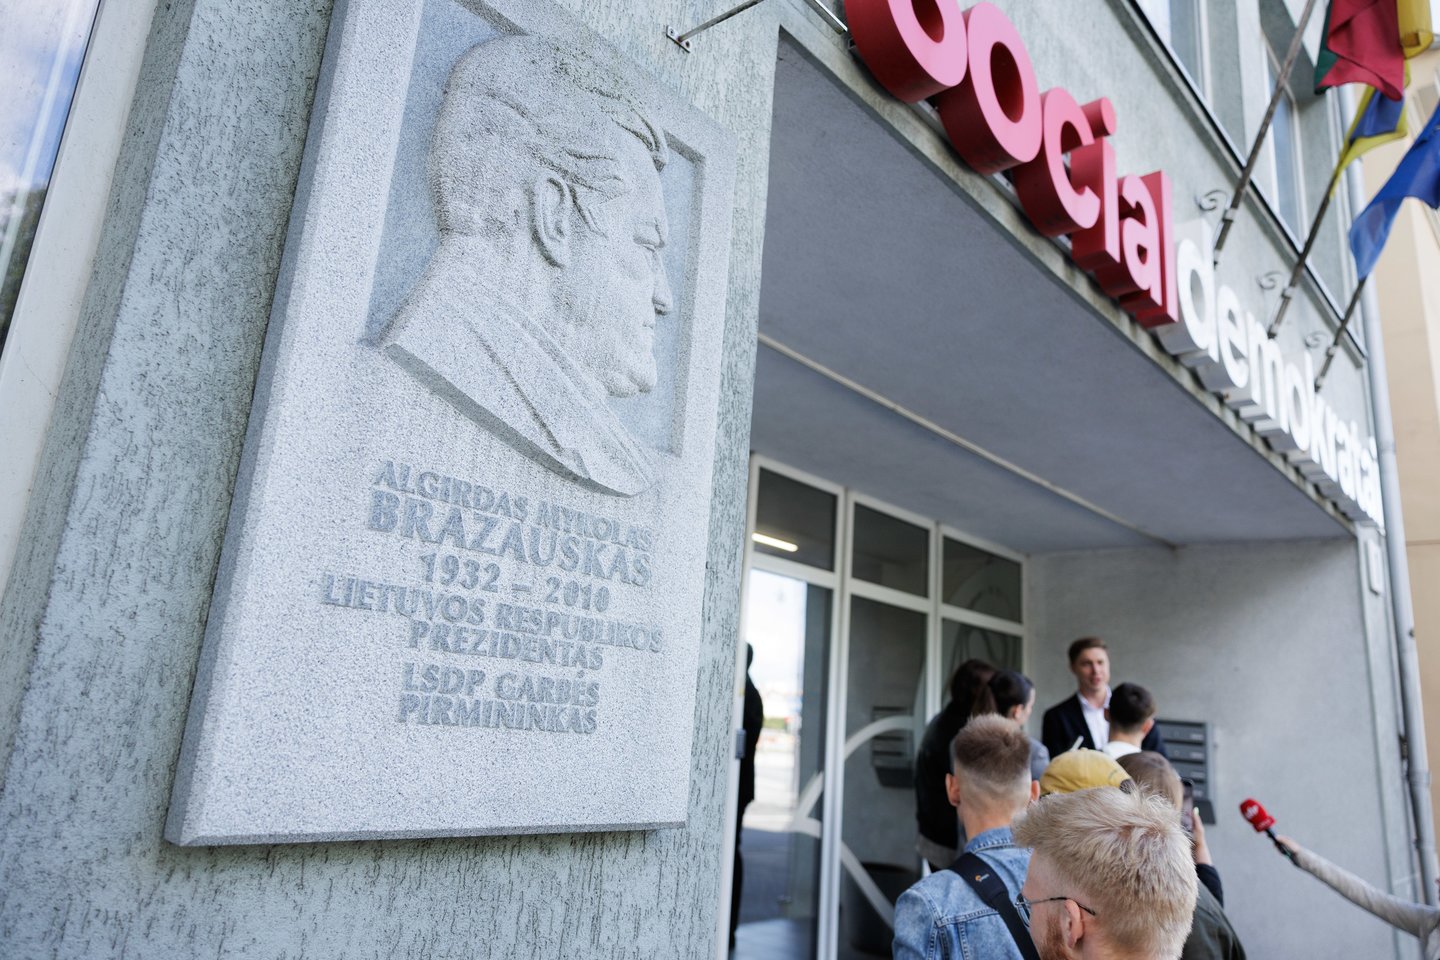 ALGIRDAS MYKOLAS
BRAZAUSKAS
1932 – 2010
LIETUVOS RESPUBLIKOS
PREZIDENTAS
LSDP GARBĖS
PIRMININKAS
socialdemokratai